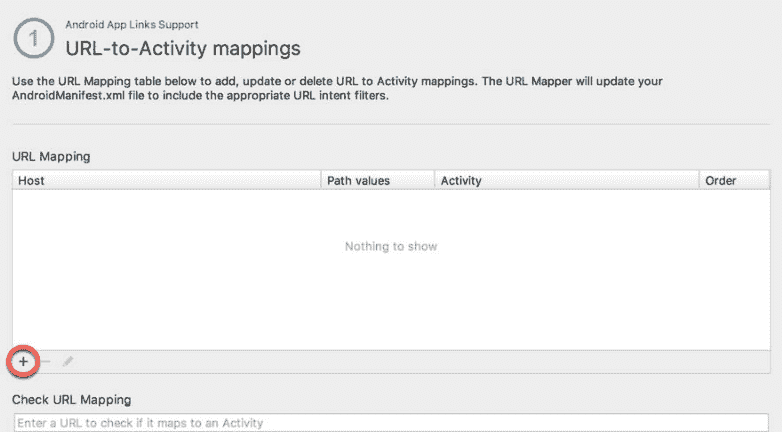 Android App Links Support
1
URL-to-Activity mappings
Use the URL Mapping table below to add, update or delete URL to Activity mappings. The URL Mapper will update your
AndroidManifest.xml file to include the appropriate URL intent filters.
URL Mapping
Host Path values Activity Order
Nothing to show
+ −
Check URL Mapping
Enter a URL to check if it maps to an Activity